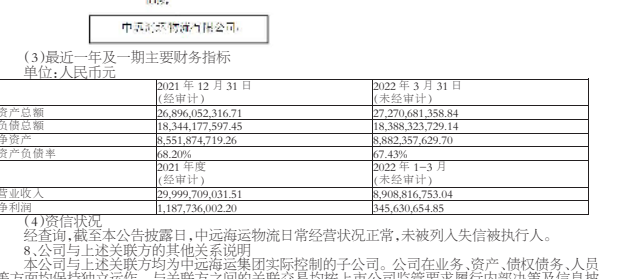 (3)最近一年及一期主要财务指标
单位:人民币元
2021 年 12 月 31 日 2022 年 3 月 31 日
(经审计) (未经审计)
资产总额 26,896,052,316.71 27,270,681,358.84
负债总额 18,344,177,597.45 18,388,323,729.14
净资产 8,551,874,719.26 8,882,357,629.70
资产负债率 68.20% 67.43%
2021 年度 2022 年 1-3 月
(经审计) (未经审计)
营业收入 29,999,709,031.51 8,908,816,753.04
净利润 1,187,736,002.20 345,630,654.85
(4)资信状况
经查询,截至本公告披露日,中远海运物流日常经营状况正常,未被列入失信被执行人。
8、公司与上述关联方的其他关系说明
本公司与上述关联方均为中远海运集团实际控制的子公司。公司在业务、资产、债权债务、人员